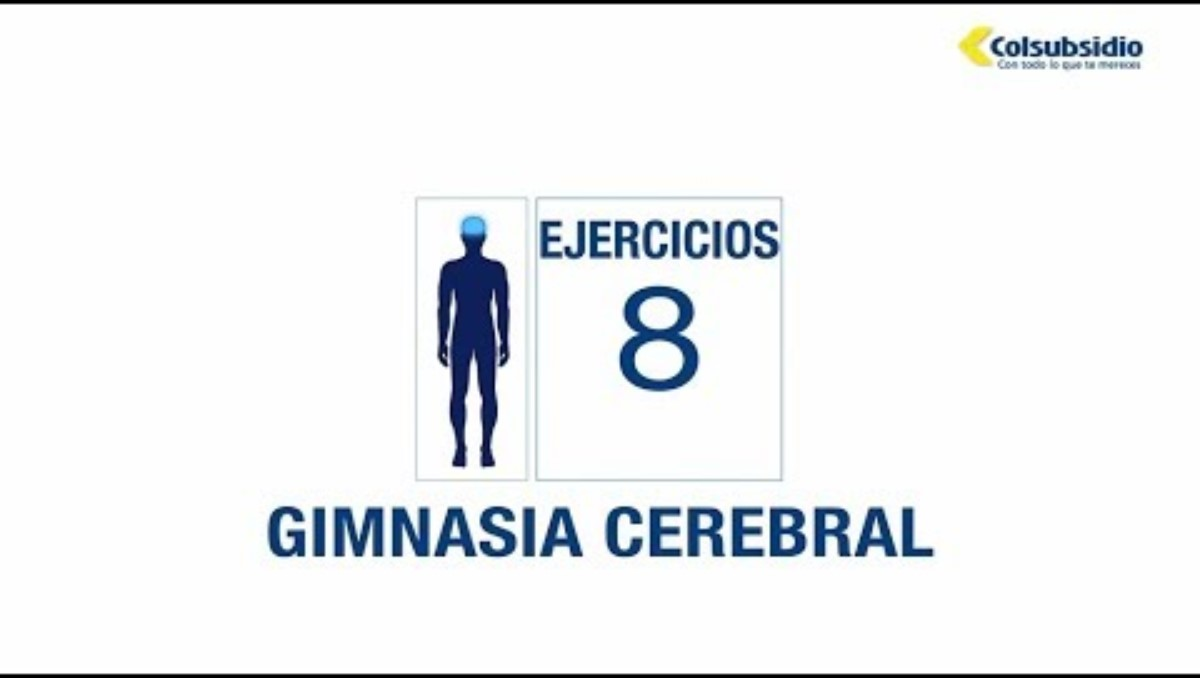 Colsubsidio
Con todo lo que te mereces
EJERCICIOS
8
GIMNASIA CEREBRAL